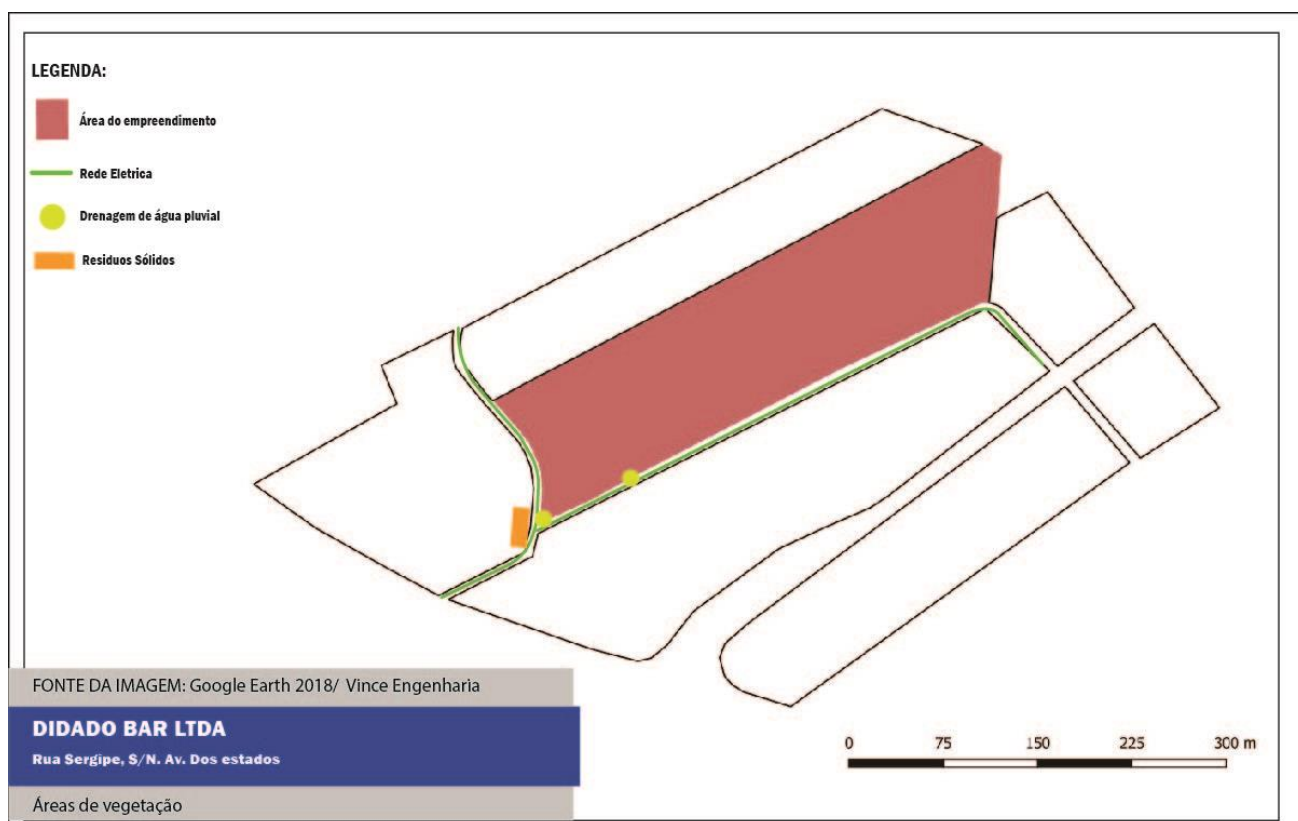 LEGENDA:
Área do empreendimento
Rede Eletrica
Drenagem de água pluvial
Residuos Sólidos
FONTE DA IMAGEM: Google Earth 2018/ Vince Engenharia
DIDADO BAR LTDA
Rua Sergipe, S/N. Av. Dos estados
Áreas de vegetação
0 75 150 225 300 m